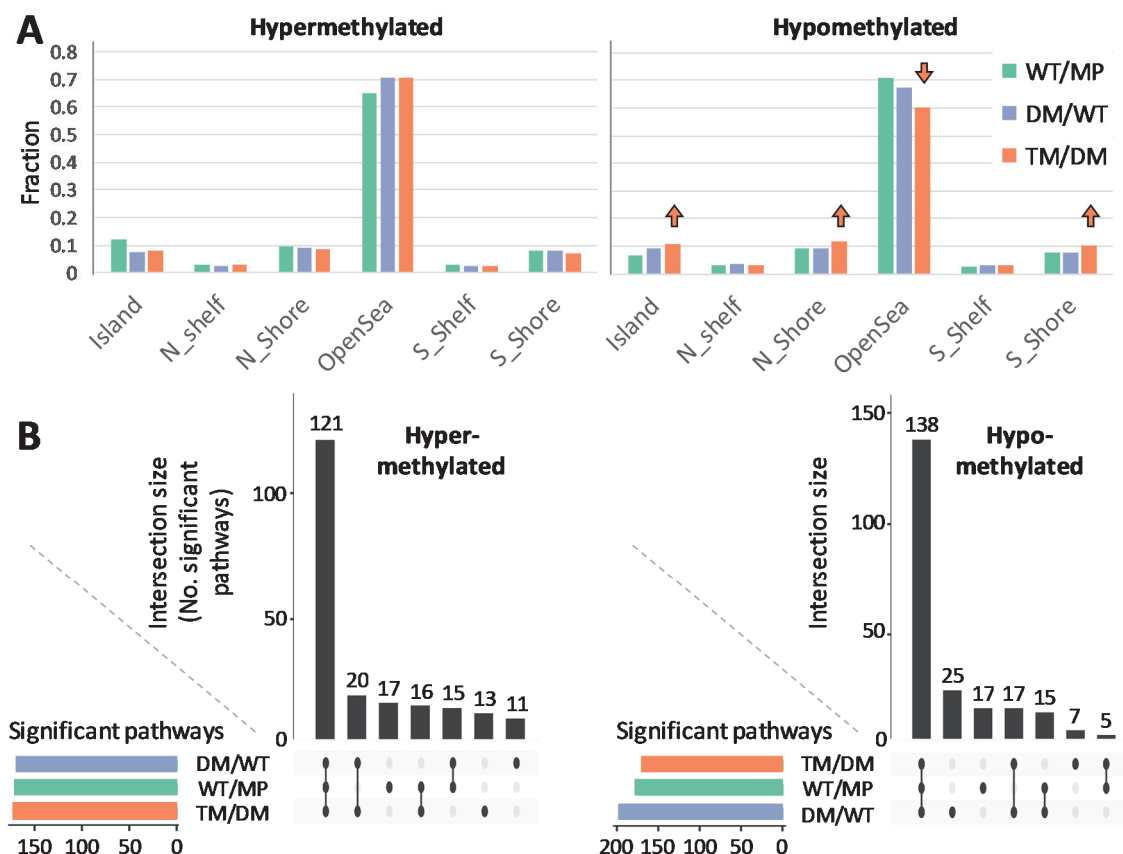 A
Hypermethylated
Hypomethylated
Fraction
0.8
0.7
0.6
0.5
0.4
0.3
0.2
0.1
0
WT/MP
DM/WT
TM/DM
Island
N_shelf
N_Shore
OpenSea
S_Shelf
S_Shore
Island
N_shelf
N_Shore
OpenSea
S_Shelf
S_Shore
B
Intersection size
(No. significant
pathways)
100
50
0
Hyper-
methylated
121
20
17
16
15
13
11
Significant pathways
DM/WT
WT/MP
TM/DM
150
100
50
0
Intersection size
150
100
50
0
Hypo-
methylated
138
25
17
17
15
7
5
Significant pathways
TM/DM
WT/MP
DM/WT
200
150
100
50
0